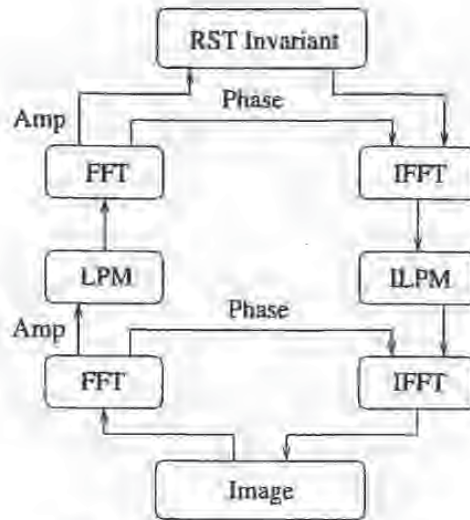 RST Invariant
Amp
Phase
FFT
IFFT
LPM
ILPM
Amp
Phase
FFT
IFFT
Image